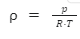 ρ = p / R·T